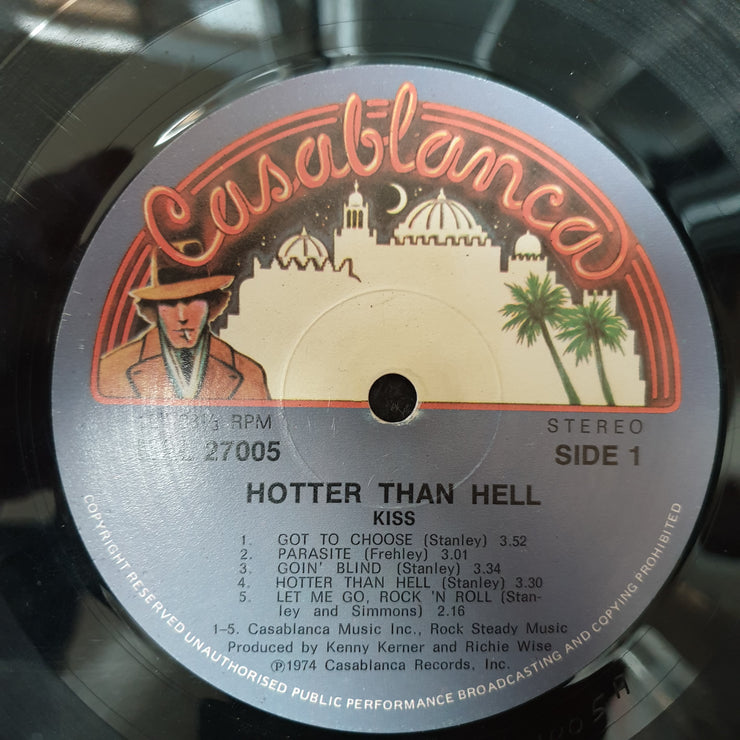 Casablanca
RPM
STEREO
27005
SIDE 1
HOTTER THAN HELL
KISS
1. GOT TO CHOOSE (Stanley) 3.52
2. PARASITE (Frehley) 3.01
3. GOIN' BLIND (Stanley) 3.34
4. HOTTER THAN HELL (Stanley) 3.30
5. LET ME GO, ROCK 'N ROLL (Stan-
ley and Simmons) 2.16
1-5. Casablanca Music Inc., Rock Steady Music
Produced by Kenny Kerner and Richie Wise
℗1974 Casablanca Records, Inc.
COPYRIGHT RESERVED UNAUTHORISED PUBLIC PERFORMANCE BROADCASTING AND COPYING PROHIBITED